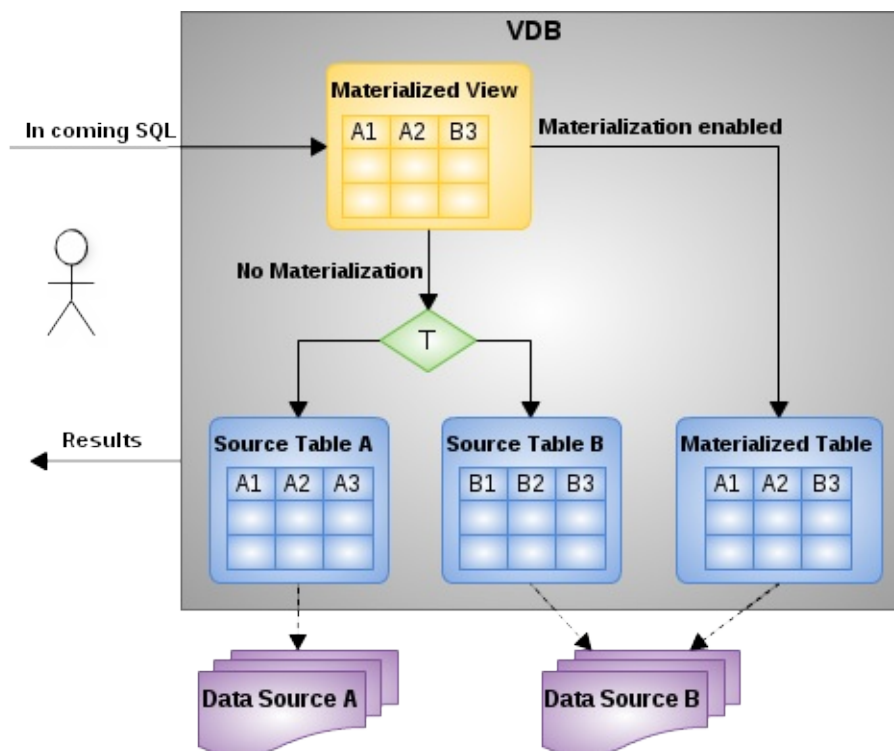 VDB
Materialized View
A1 A2 B3
In coming SQL
Materialization enabled
No Materialization
T
Results
Source Table A
A1 A2 A3
Source Table B
B1 B2 B3
Materialized Table
A1 A2 B3
Data Source A
Data Source B